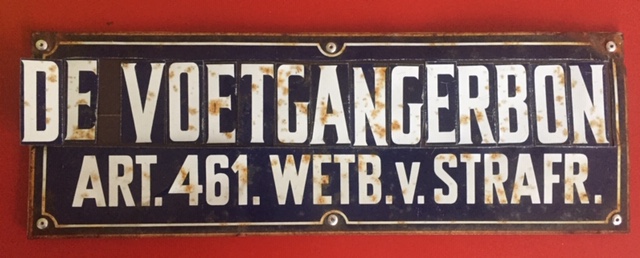 DE VOETGANGERBON
ART. 461. WETB. v. STRAFR.